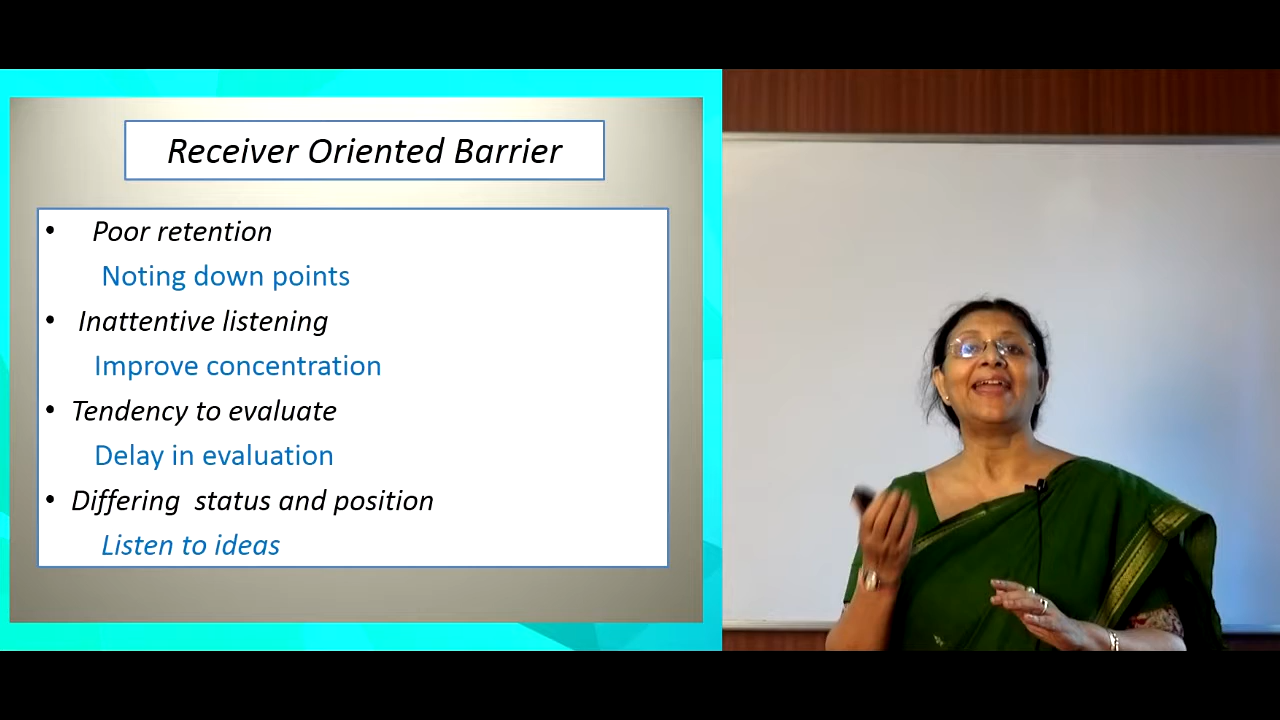 Receiver Oriented Barrier
• Poor retention
Noting down points
• Inattentive listening
Improve concentration
• Tendency to evaluate
Delay in evaluation
• Differing status and position
Listen to ideas